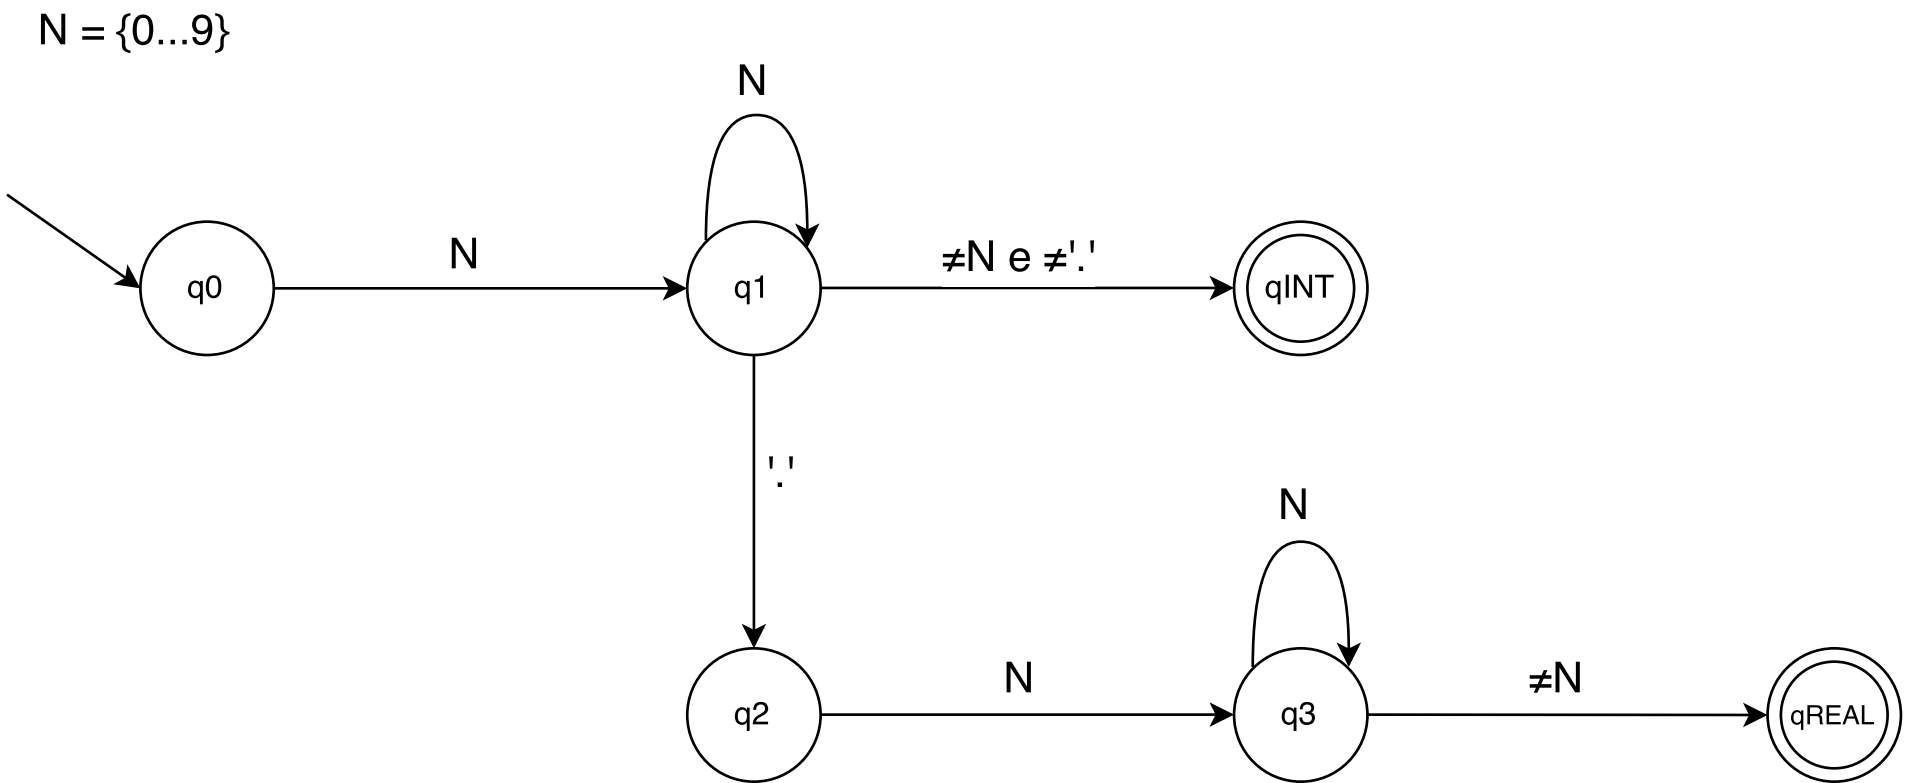 N = {0...9}
N
N
≠N e ≠'.'
q0
q1
qINT
'.'
N
N
≠N
q2
q3
qREAL